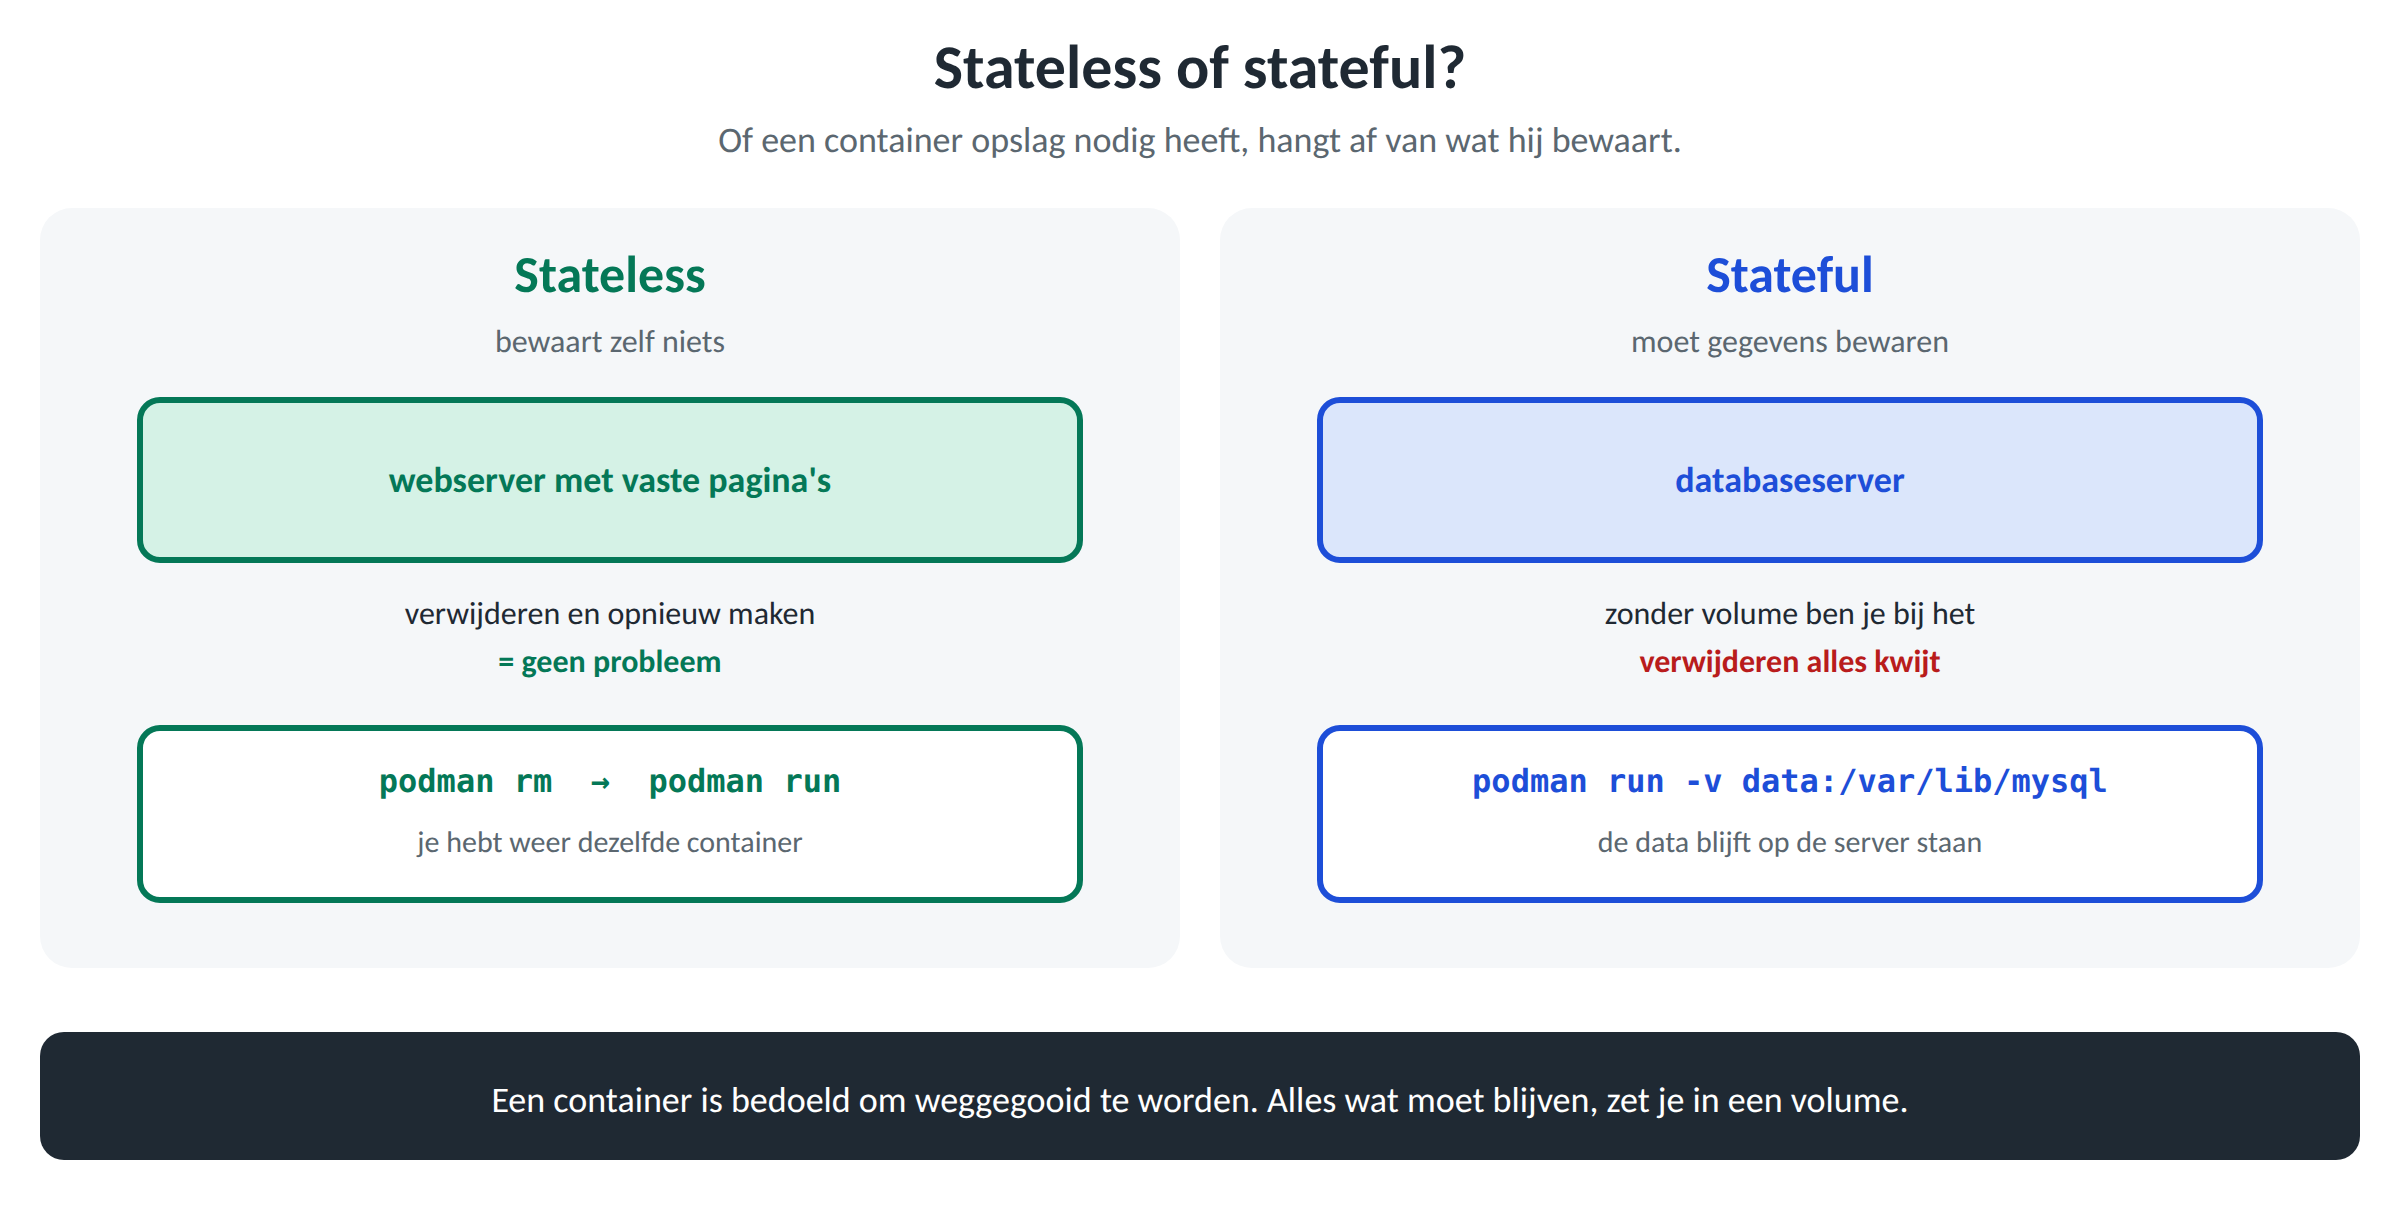 Stateless of stateful?
Of een container opslag nodig heeft, hangt af van wat hij bewaart.
Stateless
bewaart zelf niets
webserver met vaste pagina's
verwijderen en opnieuw maken
= geen probleem
podman rm → podman run
je hebt weer dezelfde container
Stateful
moet gegevens bewaren
databaseserver
zonder volume ben je bij het
verwijderen alles kwijt
podman run -v data:/var/lib/mysql
de data blijft op de server staan
Een container is bedoeld om weggegooid te worden. Alles wat moet blijven, zet je in een volume.